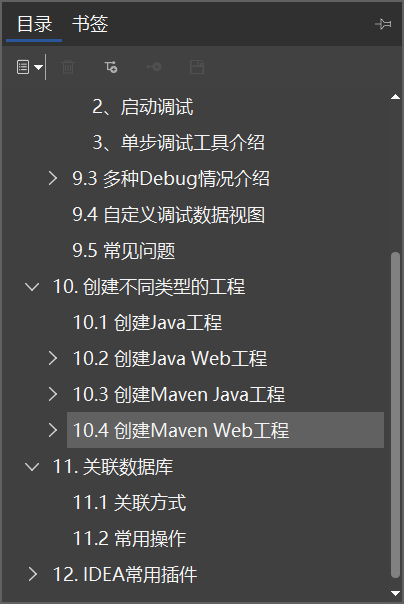 目录 书签
2、启动调试
3、单步调试工具介绍
9.3 多种Debug情况介绍
9.4 自定义调试数据视图
9.5 常见问题
10. 创建不同类型的工程
10.1 创建Java工程
10.2 创建Java Web工程
10.3 创建Maven Java工程
10.4 创建Maven Web工程
11. 关联数据库
11.1 关联方式
11.2 常用操作
12. IDEA常用插件